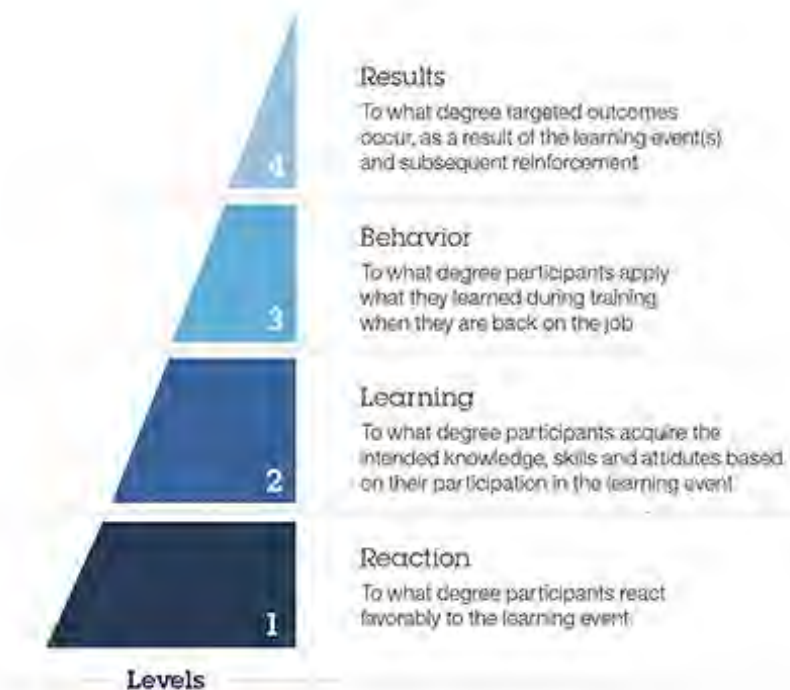 Results
To what degree targeted outcomes
occur, as a result of the learning event(s)
and subsequent reinforcement
4
Behavior
To what degree participants apply
what they learned during training
when they are back on the job
3
Learning
To what degree participants acquire the
intended knowledge, skills and attidutes based
on their participation in the learning event
2
Reaction
To what degree participants react
favorably to the learning event
1
Levels